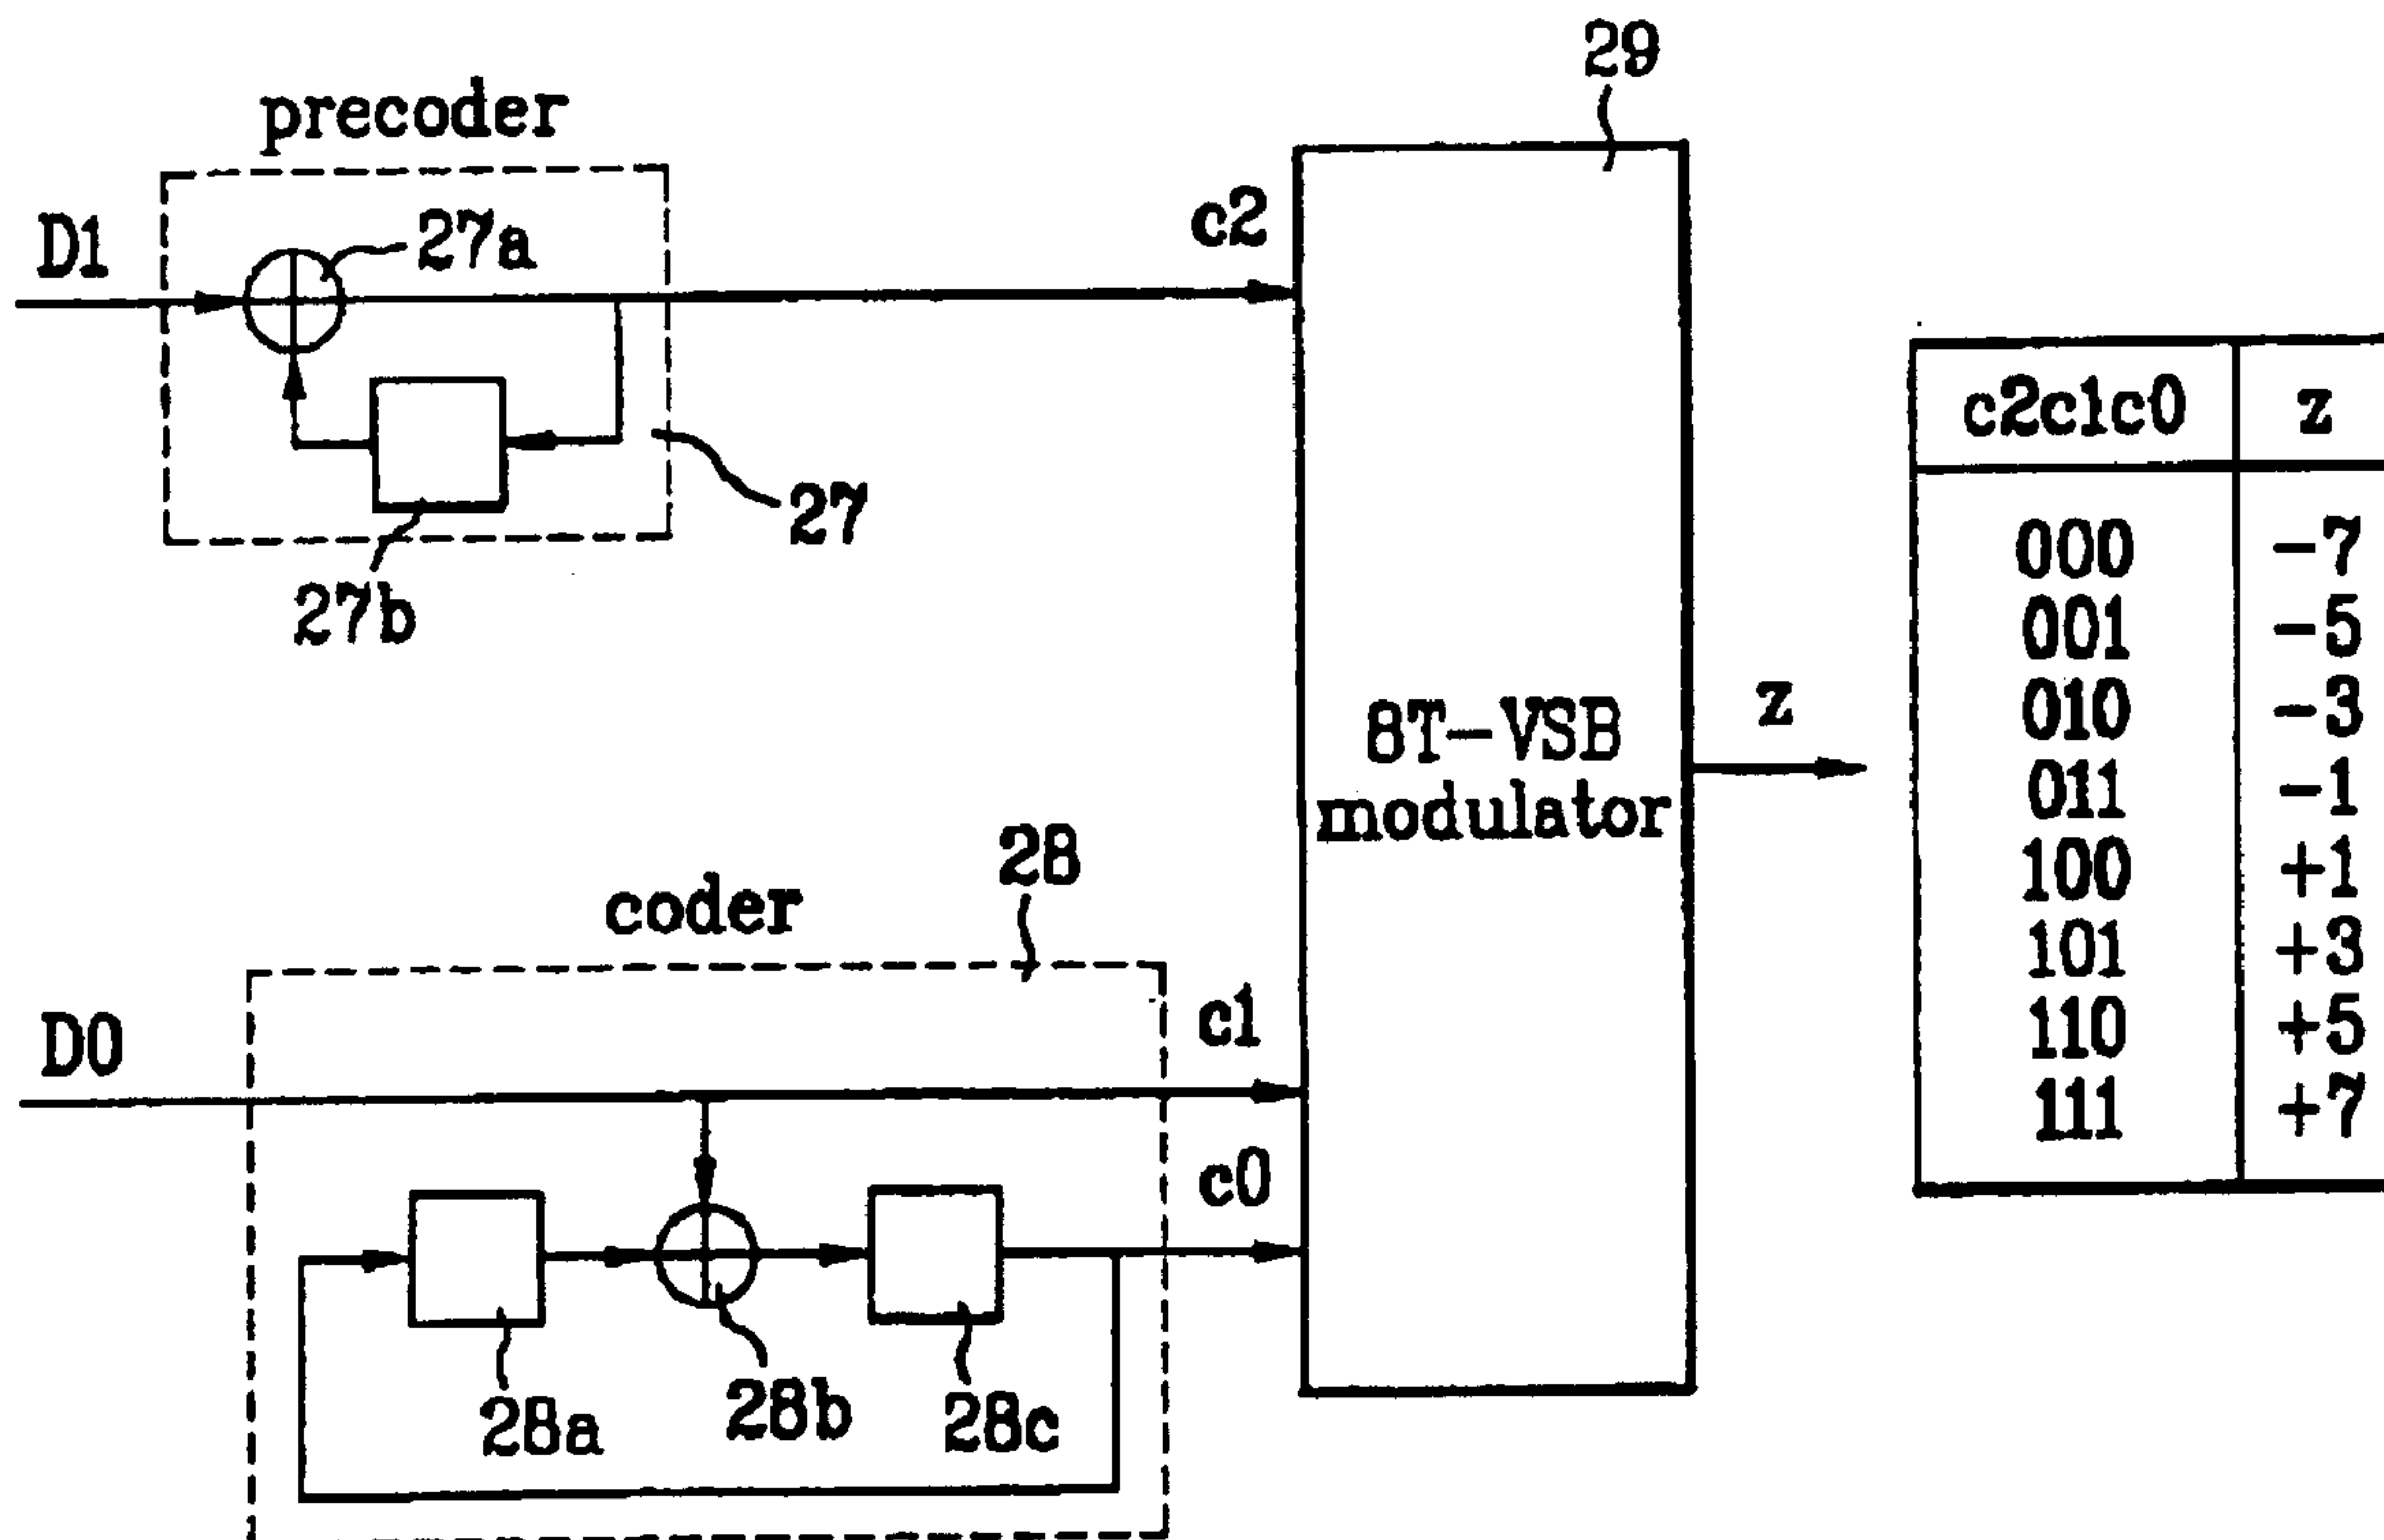 29
precoder
D1
27a
c2
27
27b
8T-VSB
modulator
z
28
coder
D0
c1
c0
28a
28b
28c
c2c1c0 z
000 -7
001 -5
010 -3
011 -1
100 +1
101 +3
110 +5
111 +7